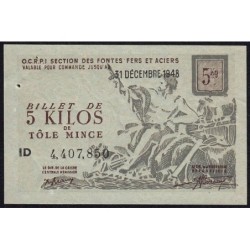 O.C.R.P.I SECTION DES FONTES FERS ET ACIERS
VALABLE POUR COMMANDE JUSQU'AU
31 DÉCEMBRE 1948
BILLET DE
5 KILOS
DE
TÔLE MINCE
ID 4,407,850